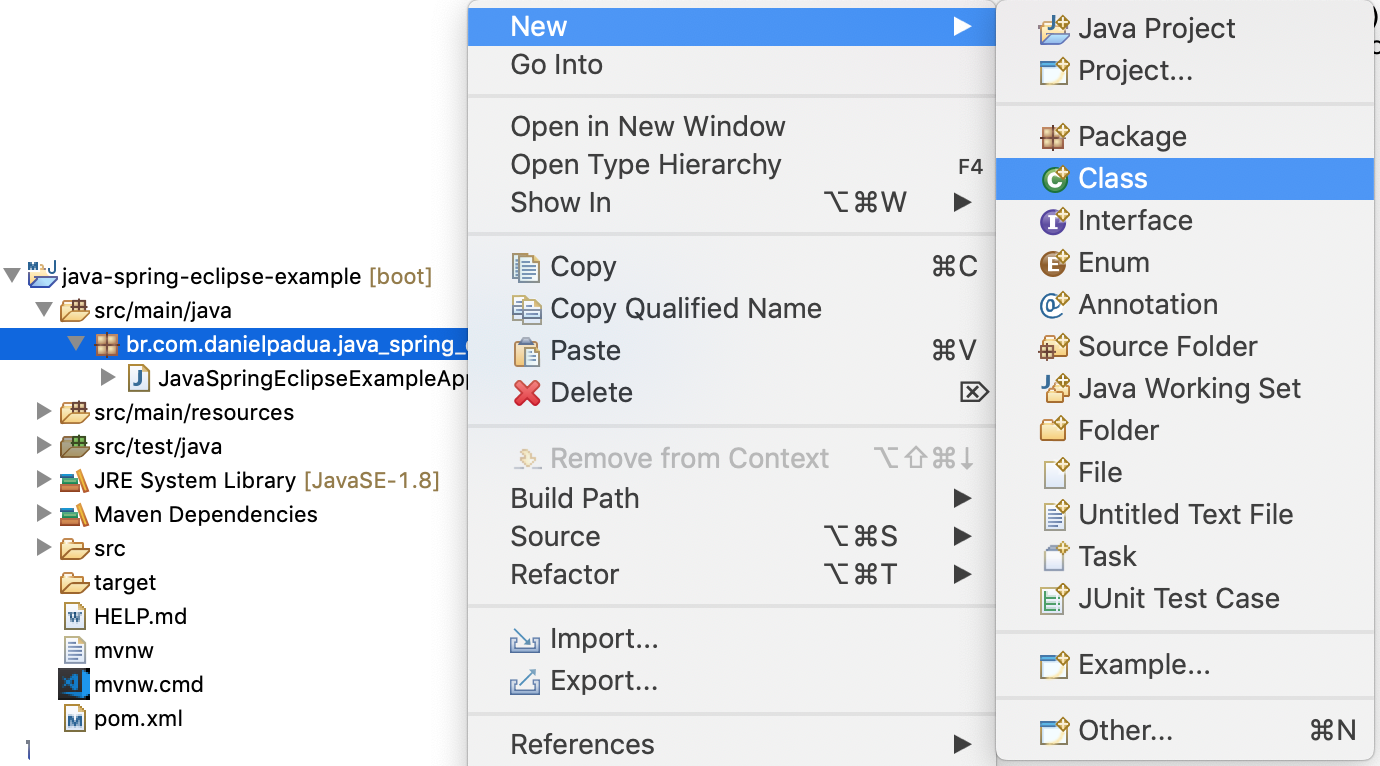 java-spring-eclipse-example [boot]
src/main/java
br.com.danielpadua.java_spring_
JavaSpringEclipseExampleApp
src/main/resources
src/test/java
JRE System Library [JavaSE-1.8]
Maven Dependencies
src
target
HELP.md
mvnw
mvnw.cmd
pom.xml
New
Go Into
Open in New Window
Open Type Hierarchy F4
Show In ⌥⌘W
Copy ⌘C
Copy Qualified Name
Paste ⌘V
Delete ⌦
Remove from Context ⌥⇧⌘↓
Build Path
Source ⌥⌘S
Refactor ⌥⌘T
Import...
Export...
References
Java Project
Project...
Package
Class
Interface
Enum
Annotation
Source Folder
Java Working Set
Folder
File
Untitled Text File
Task
JUnit Test Case
Example...
Other... ⌘N